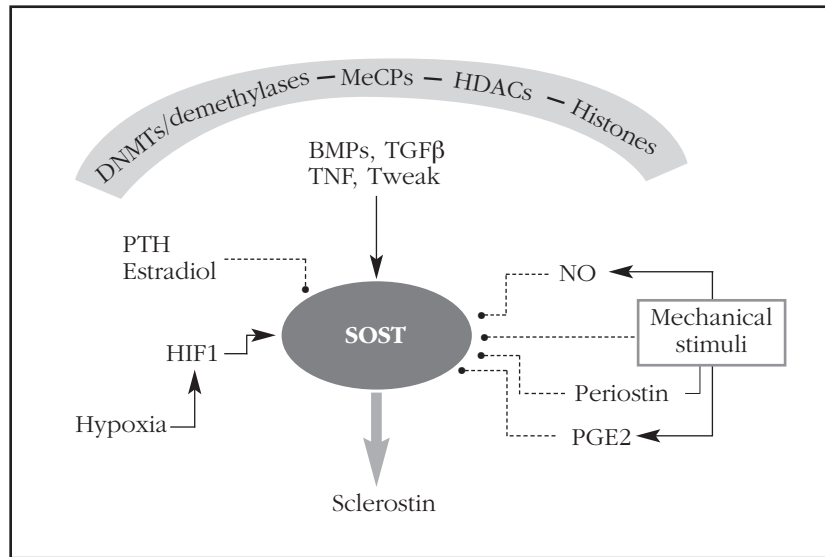 DNMTs/demethylases – MeCPs – HDACs – Histones
BMPs, TGFβ
TNF, Tweak
PTH
Estradiol
NO
SOST
Mechanical
stimuli
HIF1
Periostin
Hypoxia
PGE2
Sclerostin